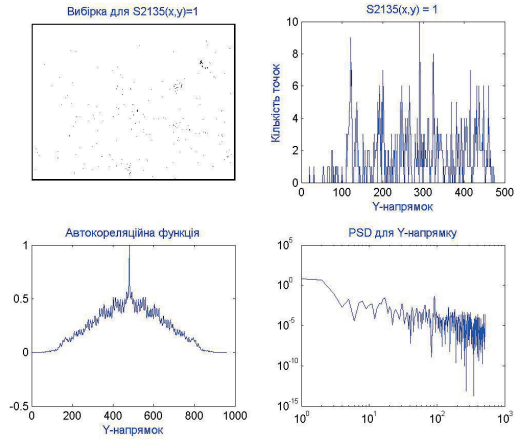 Вибірка для S2135(x,y)=1
S2135(x,y) = 1
Кількість точок
10
8
6
4
2
0
0 100 200 300 400 500
Y-напрямок
Автокореляційна функція
1
0.5
0
-0.5
0 200 400 600 800 1000
Y-напрямок
PSD для Y-напрямку
10^5
10^0
10^-5
10^-10
10^-15
10^0 10^1 10^2 10^3